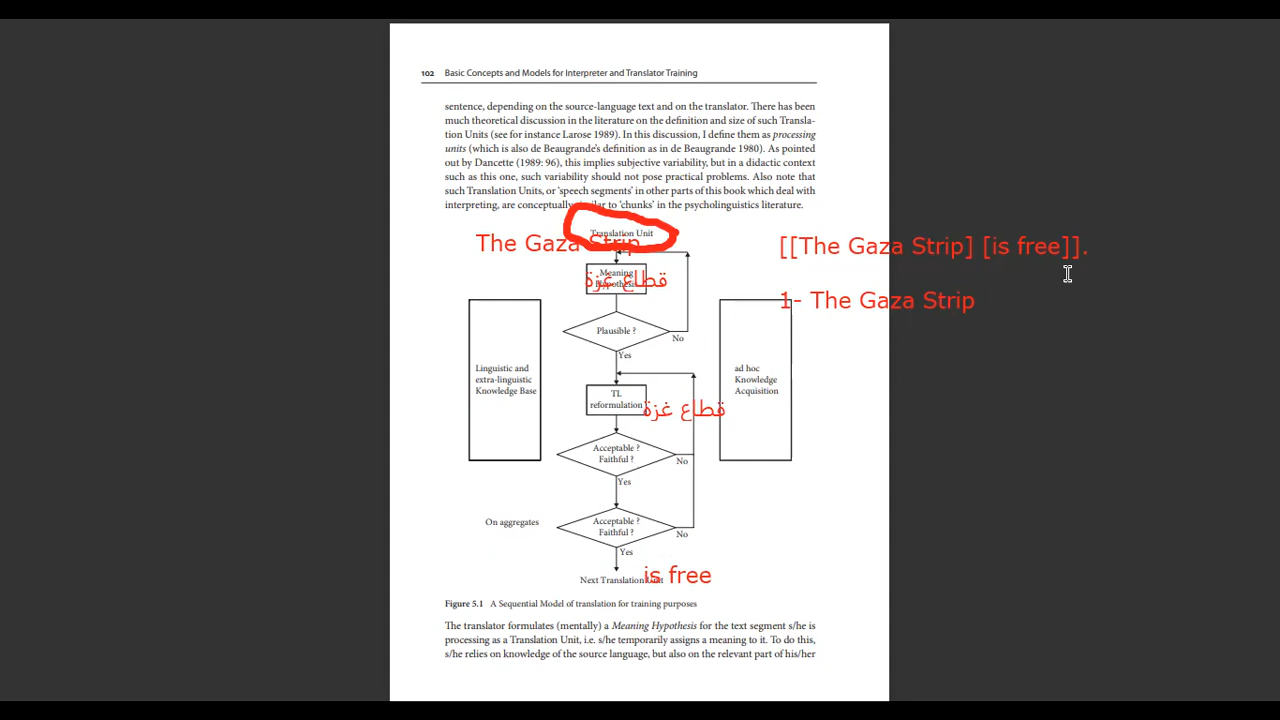 102 Basic Concepts and Models for Interpreter and Translator Training
sentence, depending on the source-language text and on the translator. There has been
much theoretical discussion in the literature on the definition and size of such Transla-
tion Units (see for instance Larose 1989). In this discussion, I define them as processing
units (which is also de Beaugrande's definition as in de Beaugrande 1980). As pointed
out by Dancette (1989: 96), this implies subjective variability, but in a didactic context
such as this one, such variability should not pose practical problems. Also note that
such Translation Units, or 'speech segments' in other parts of this book which deal with
interpreting, are conceptually similar to 'chunks' in the psycholinguistics literature.
Translation Unit
The Gaza Strip
[[The Gaza Strip] [is free]].
Meaning
Hypothesis
قطاع غزة
1- The Gaza Strip
Plausible ?
No
Yes
Linguistic and
extra-linguistic
Knowledge Base
ad hoc
Knowledge
Acquisition
TL
reformulation
قطاع غزة
Acceptable ?
Faithful ?
No
Yes
On aggregates
Acceptable ?
Faithful ?
No
Yes
Next Translation Unit
is free
Figure 5.1 A Sequential Model of translation for training purposes
The translator formulates (mentally) a Meaning Hypothesis for the text segment s/he is
processing as a Translation Unit, i.e. s/he temporarily assigns a meaning to it. To do this,
s/he relies on knowledge of the source language, but also on the relevant part of his/her